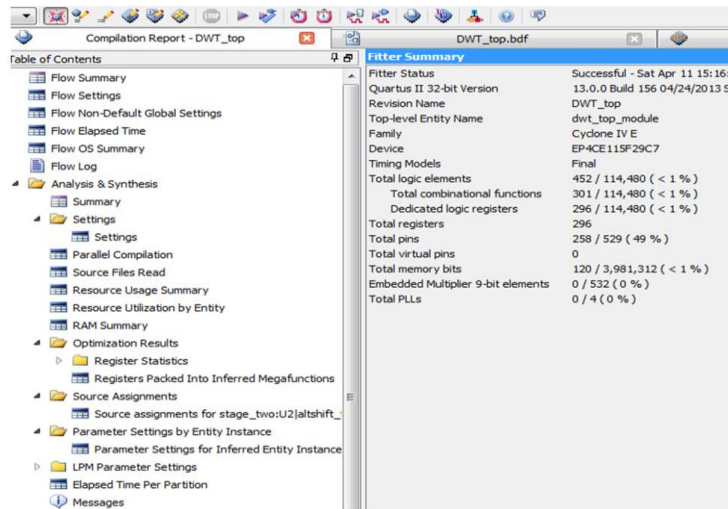 Compilation Report - DWT_top
DWT_top.bdf
Table of Contents
Flow Summary
Flow Settings
Flow Non-Default Global Settings
Flow Elapsed Time
Flow OS Summary
Flow Log
Analysis & Synthesis
Summary
Settings
Settings
Parallel Compilation
Source Files Read
Resource Usage Summary
Resource Utilization by Entity
RAM Summary
Optimization Results
Register Statistics
Registers Packed Into Inferred Megafunctions
Source Assignments
Source assignments for stage_two:U2|altshift_
Parameter Settings by Entity Instance
Parameter Settings for Inferred Entity Instance
LPM Parameter Settings
Elapsed Time Per Partition
Messages
Fitter Summary
Fitter Status Successful - Sat Apr 11 15:16:
Quartus II 32-bit Version 13.0.0 Build 156 04/24/2013 S
Revision Name DWT_top
Top-level Entity Name dwt_top_module
Family Cyclone IV E
Device EP4CE115F29C7
Timing Models Final
Total logic elements 452 / 114,480 ( < 1 % )
Total combinational functions 301 / 114,480 ( < 1 % )
Dedicated logic registers 296 / 114,480 ( < 1 % )
Total registers 296
Total pins 258 / 529 ( 49 % )
Total virtual pins 0
Total memory bits 120 / 3,981,312 ( < 1 % )
Embedded Multiplier 9-bit elements 0 / 532 ( 0 % )
Total PLLs 0 / 4 ( 0 % )